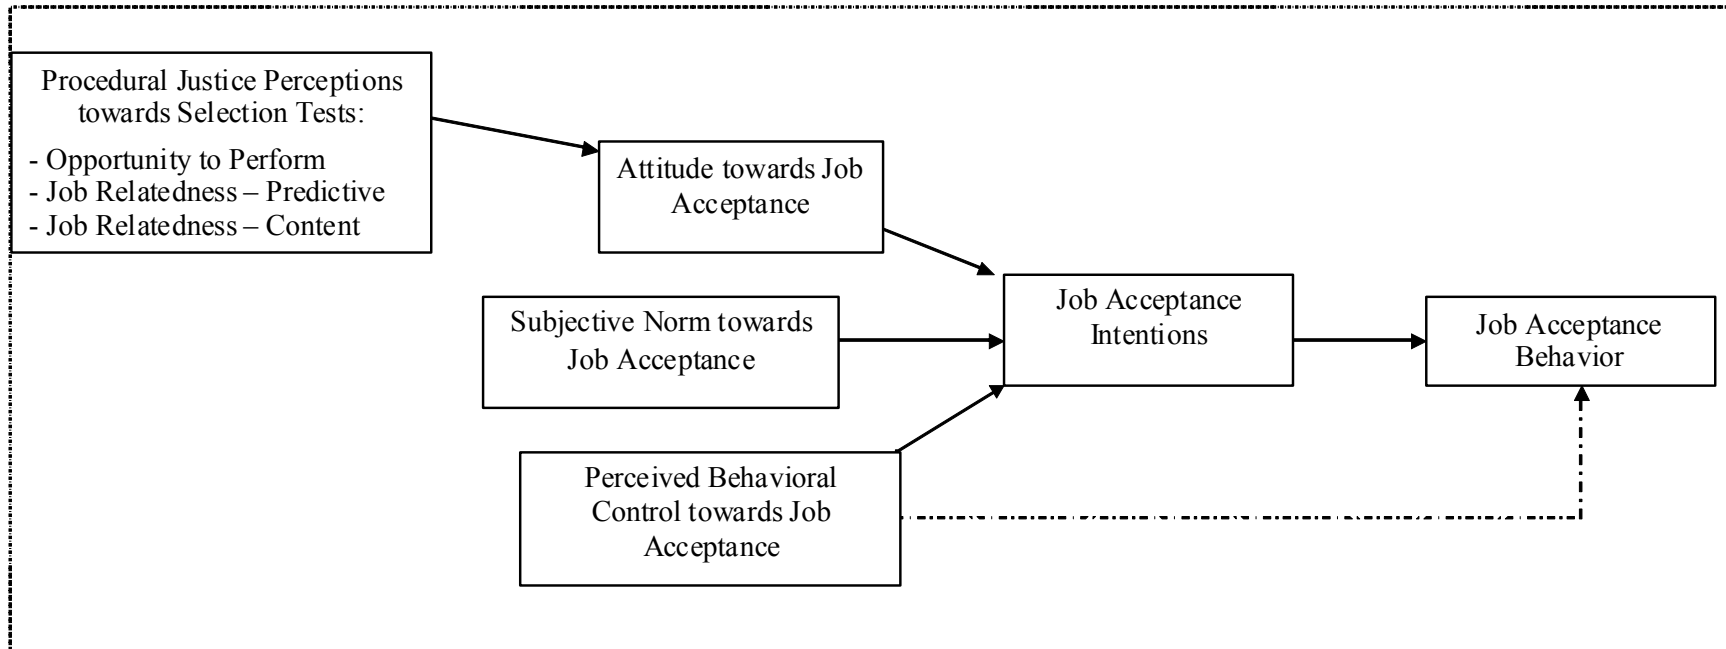 Procedural Justice Perceptions
towards Selection Tests:
- Opportunity to Perform
- Job Relatedness – Predictive
- Job Relatedness – Content
Attitude towards Job
Acceptance
Subjective Norm towards
Job Acceptance
Perceived Behavioral
Control towards Job
Acceptance
Job Acceptance
Intentions
Job Acceptance
Behavior